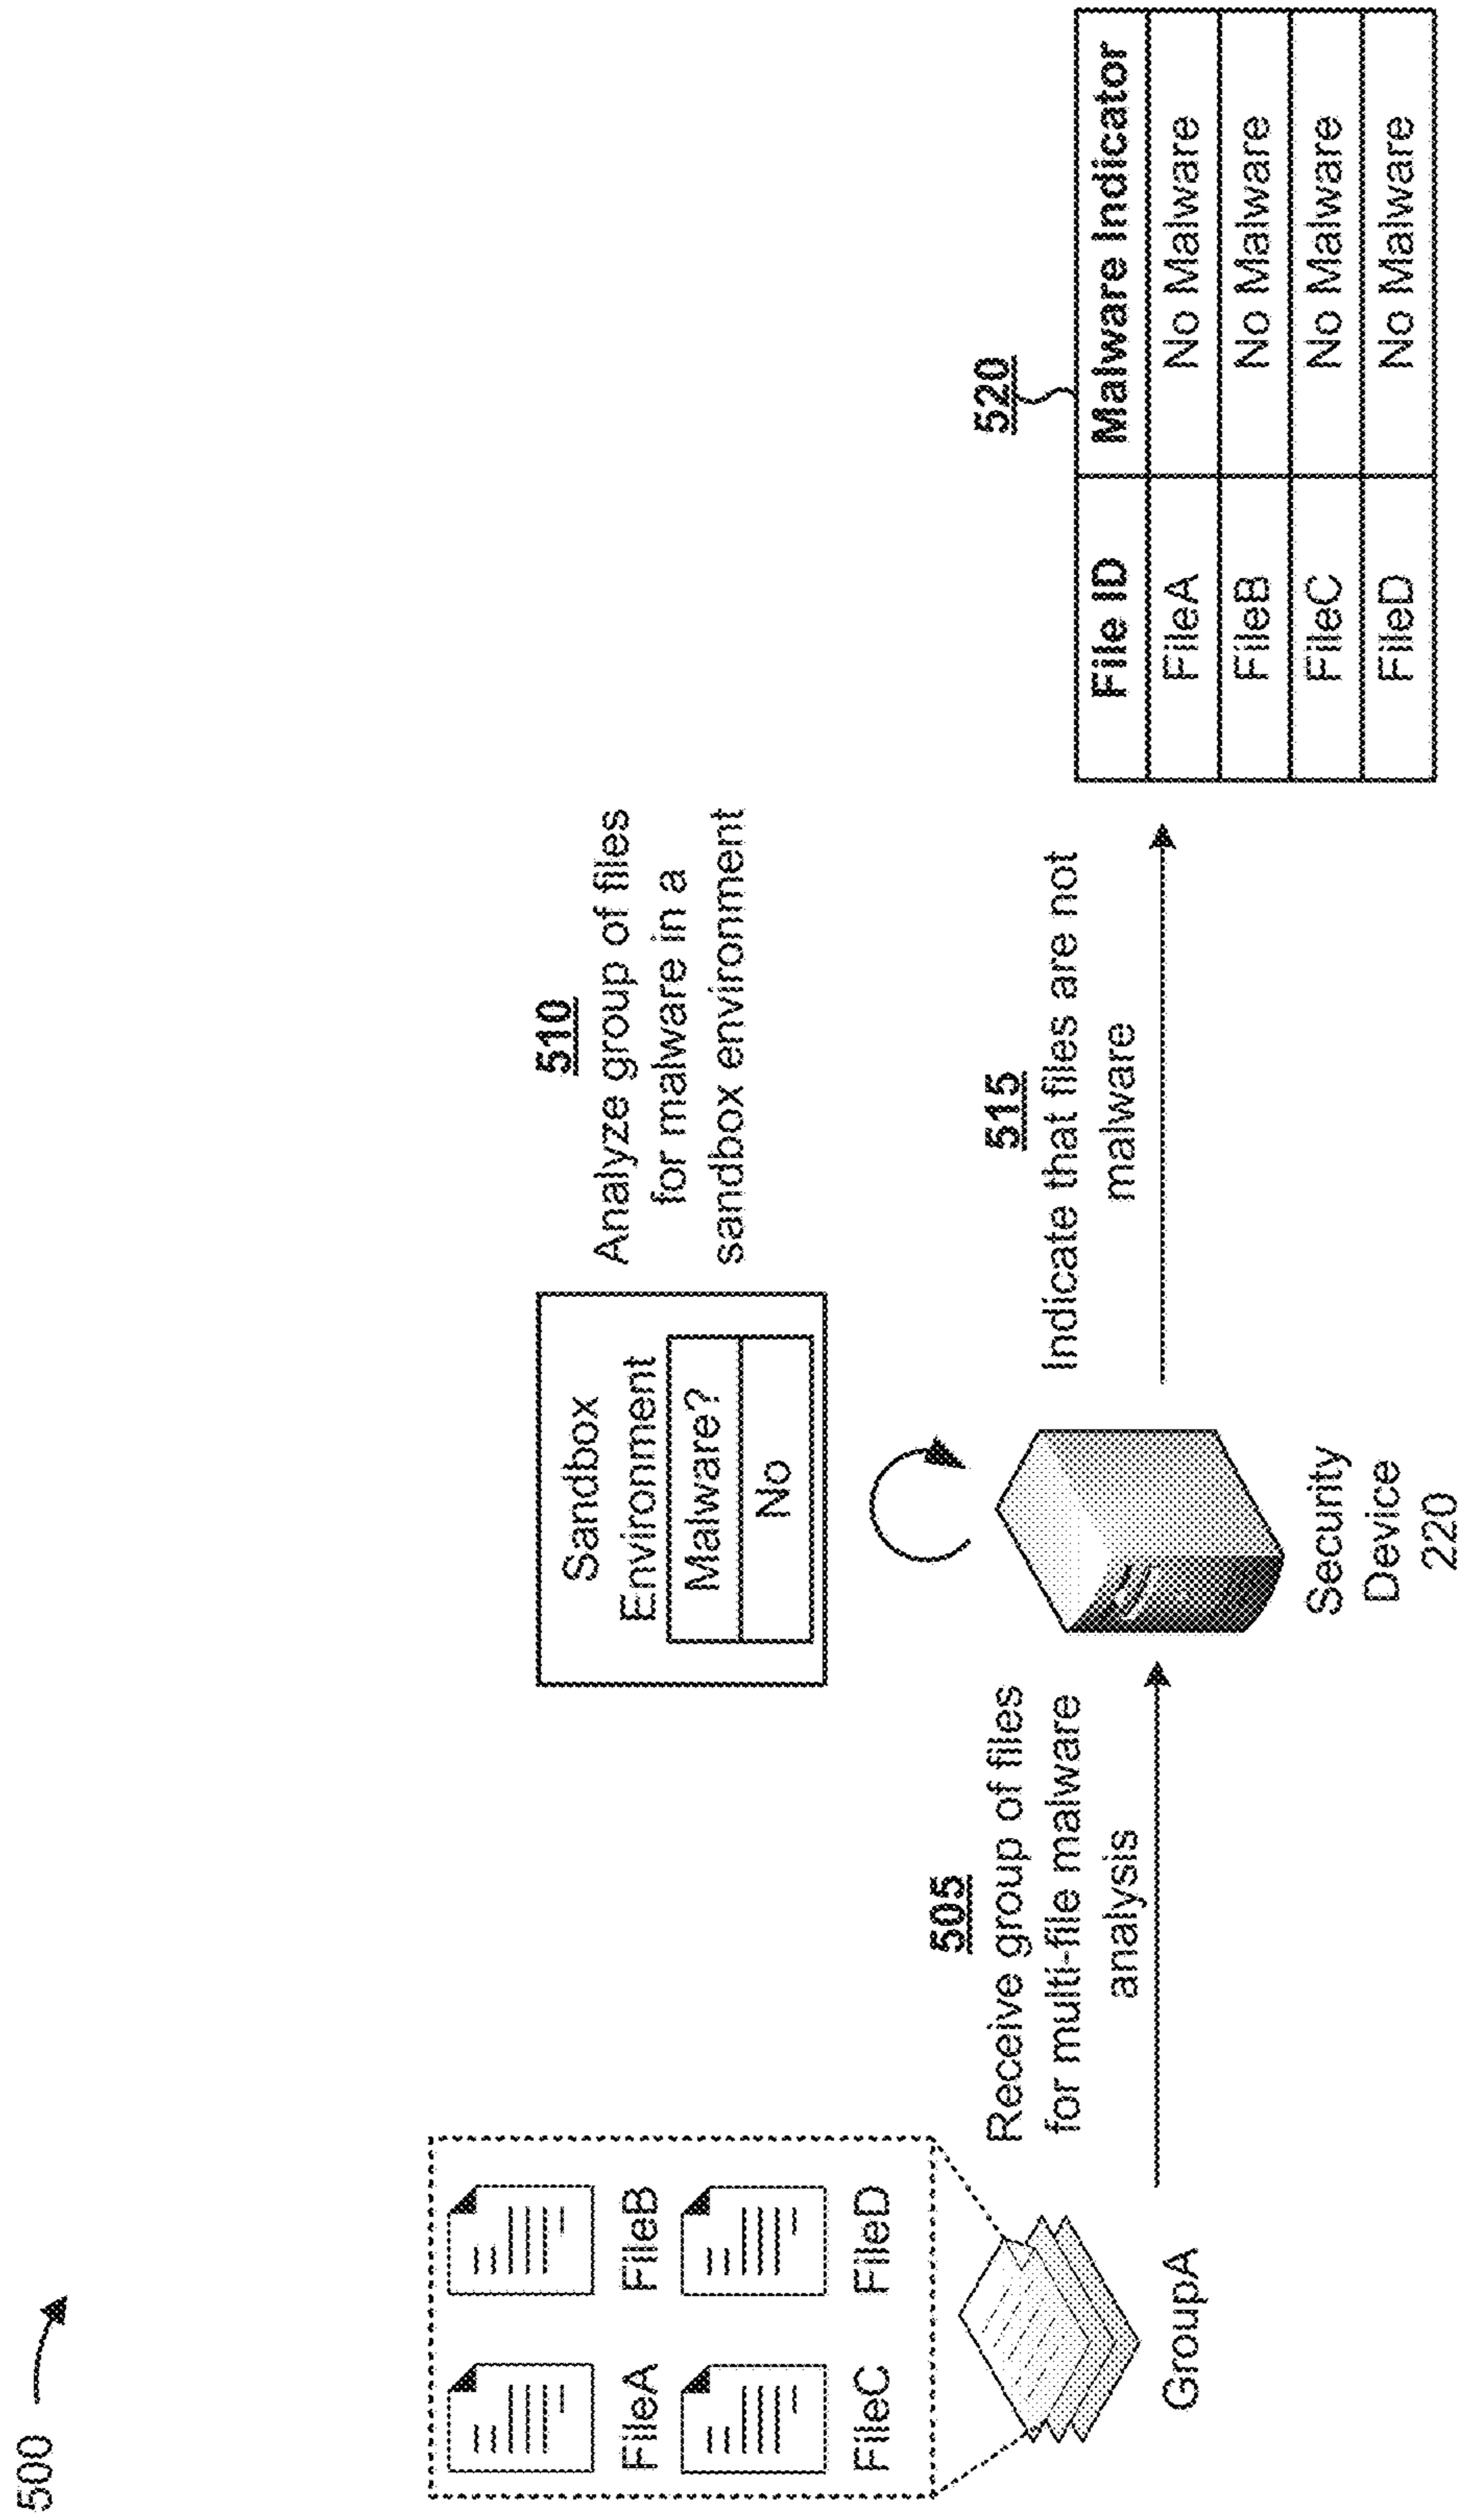 500
FileA
FileB
FileC
FileD
GroupA
505
Receive group of files
for multi-file malware
analysis
Sandbox
Environment
Malware?
No
Security
Device
220
510
Analyze group of files
for malware in a
sandbox environment
515
Indicate that files are not
malware
520
File ID Malware Indicator
FileA No Malware
FileB No Malware
FileC No Malware
FileD No Malware